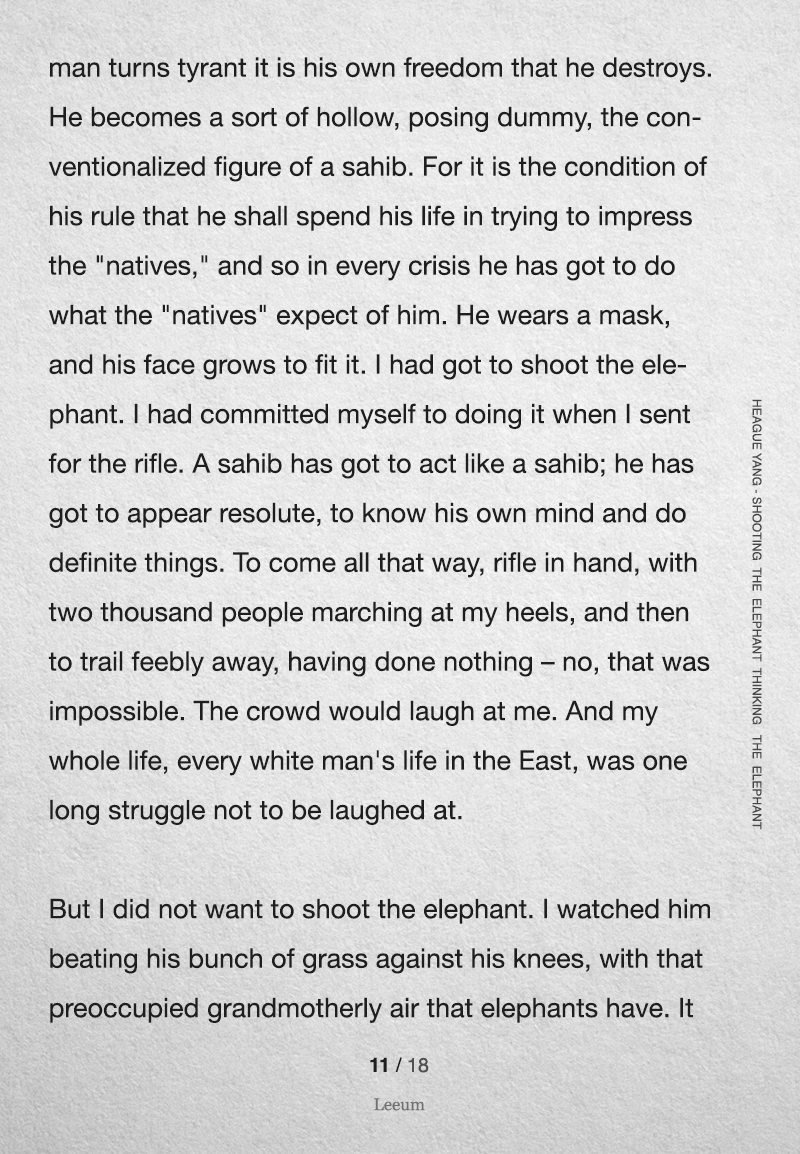 man turns tyrant it is his own freedom that he destroys.
He becomes a sort of hollow, posing dummy, the con-
ventionalized figure of a sahib. For it is the condition of
his rule that he shall spend his life in trying to impress
the "natives," and so in every crisis he has got to do
what the "natives" expect of him. He wears a mask,
and his face grows to fit it. I had got to shoot the ele-
phant. I had committed myself to doing it when I sent
for the rifle. A sahib has got to act like a sahib; he has
got to appear resolute, to know his own mind and do
definite things. To come all that way, rifle in hand, with
two thousand people marching at my heels, and then
to trail feebly away, having done nothing – no, that was
impossible. The crowd would laugh at me. And my
whole life, every white man's life in the East, was one
long struggle not to be laughed at.
But I did not want to shoot the elephant. I watched him
beating his bunch of grass against his knees, with that
preoccupied grandmotherly air that elephants have. It
11 / 18
Leeum
HEAGUE YANG - SHOOTING THE ELEPHANT THINKING THE ELEPHANT